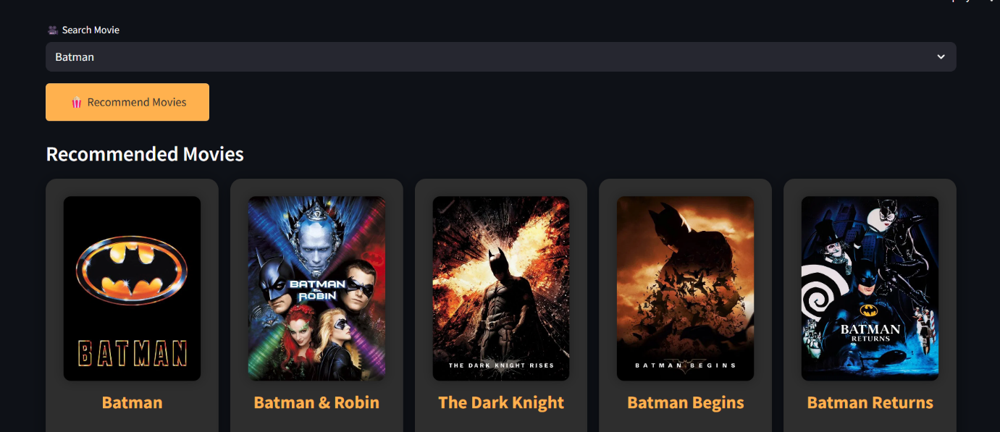 Search Movie
Batman
Recommend Movies
Recommended Movies
BATMAN
BATMAN
&
ROBIN
THE DARK KNIGHT RISES
BATMAN BEGINS
BATMAN
RETURNS
Batman
Batman & Robin
The Dark Knight
Batman Begins
Batman Returns